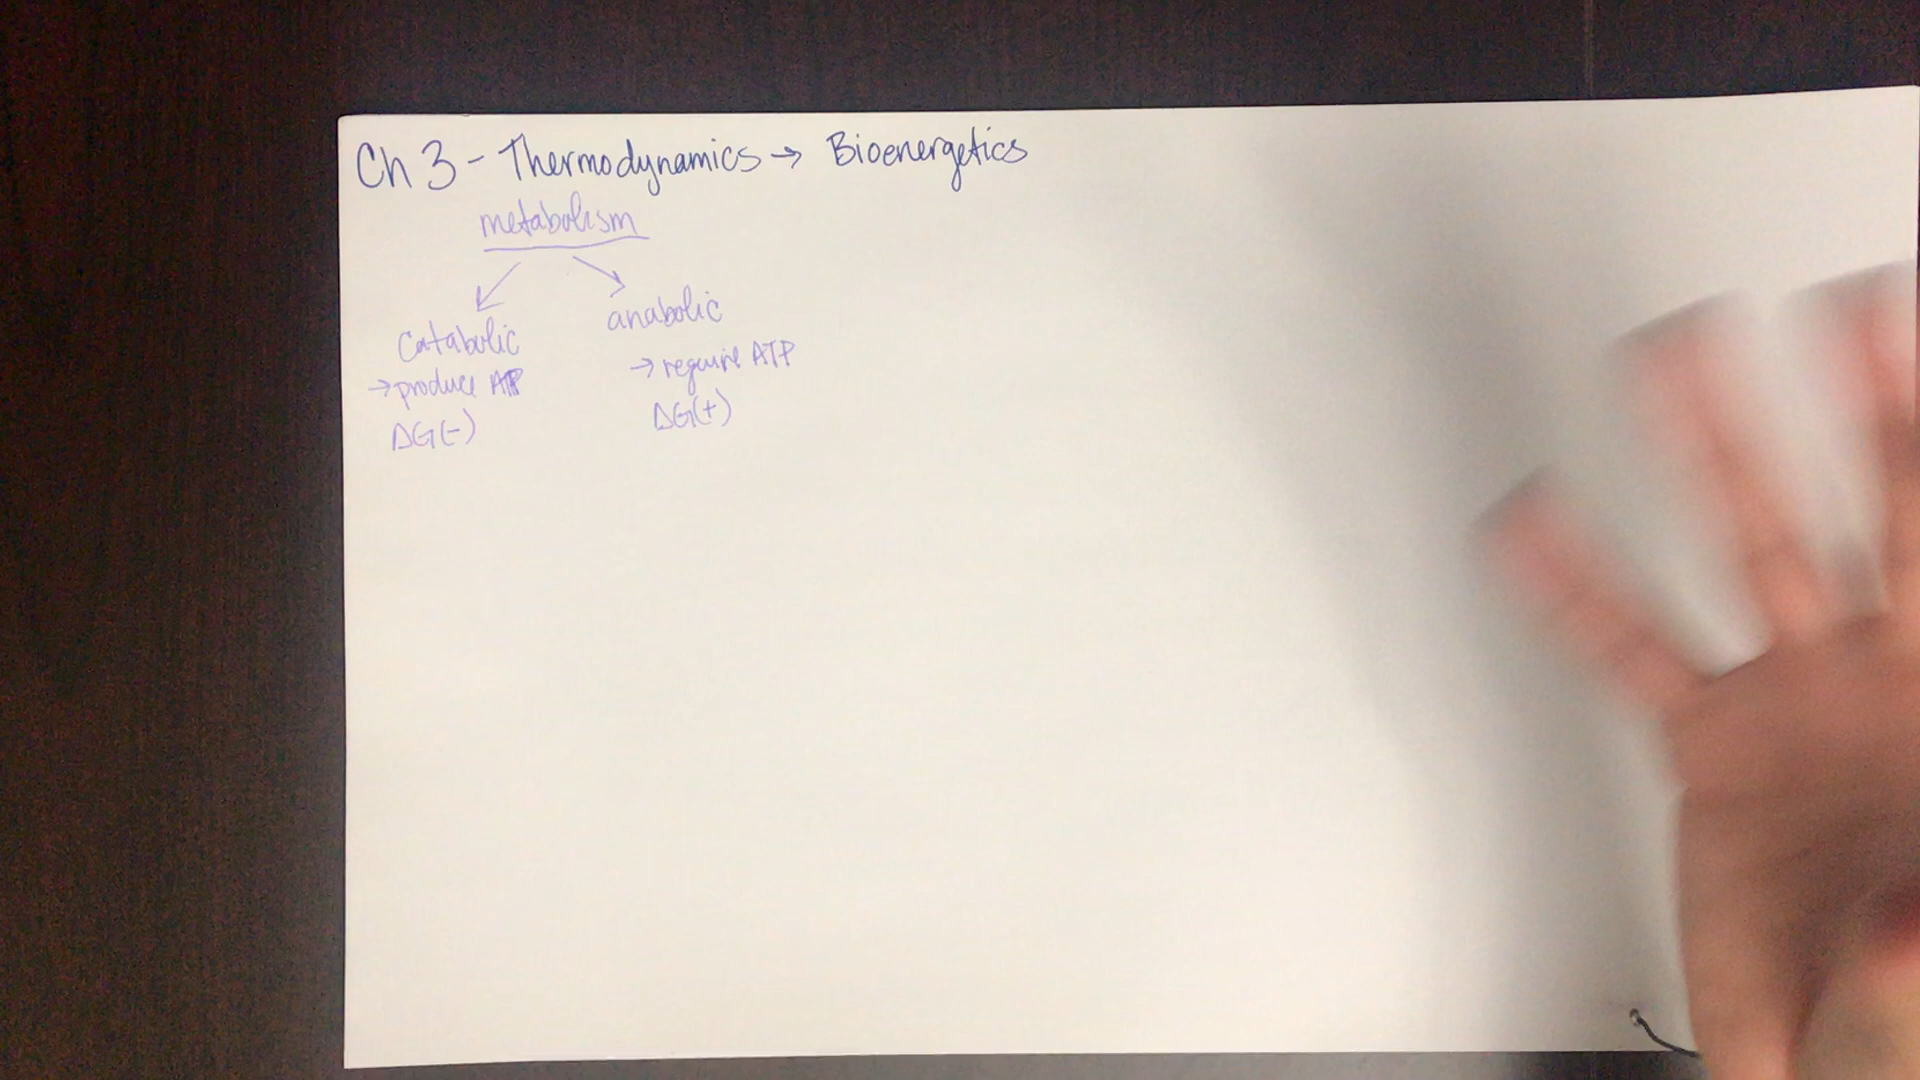 Ch 3 - Thermodynamics → Bioenergetics
metabolism
catabolic
→ produce ATP
ΔG(-)
anabolic
→ require ATP
ΔG(+)